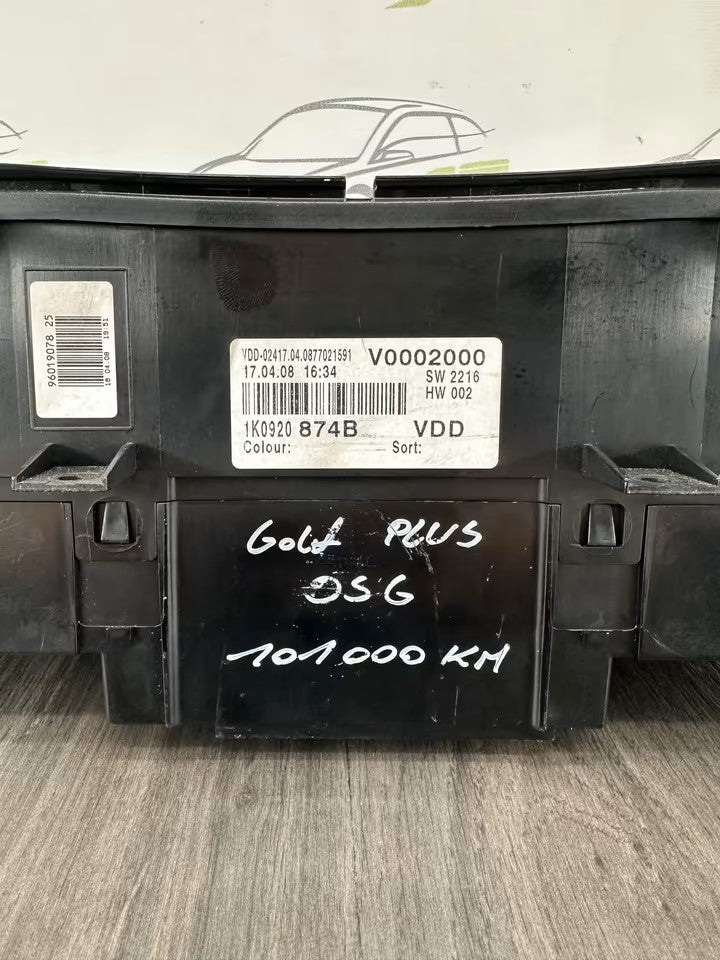 96019078 25
18.04.08 19:51
VDD-02417.04.0877021591 V0002000
17.04.08 16:34 SW 2216
HW 002
1K0920 874B VDD
Colour: Sort:
Golf PLUS
DSG
101000 KM